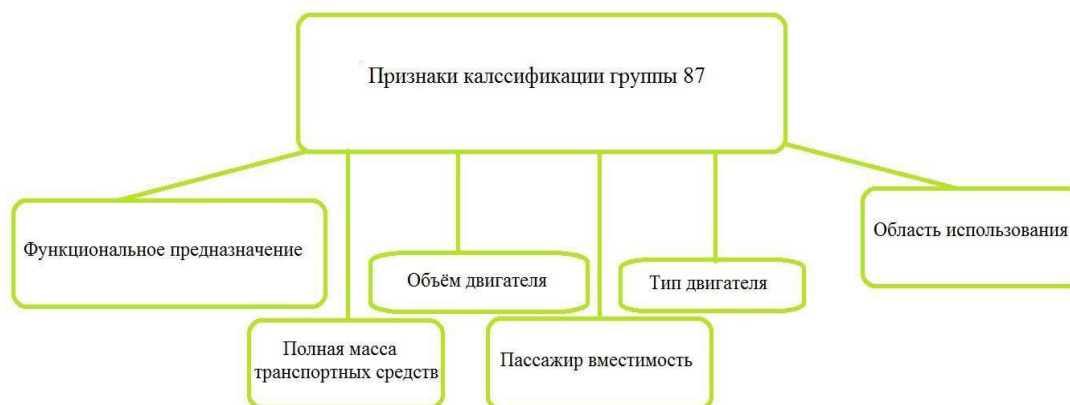 Признаки калссификации группы 87
Функциональное предназначение
Полная масса
транспортных средств
Объём двигателя
Пассажир вместимость
Тип двигателя
Область использования